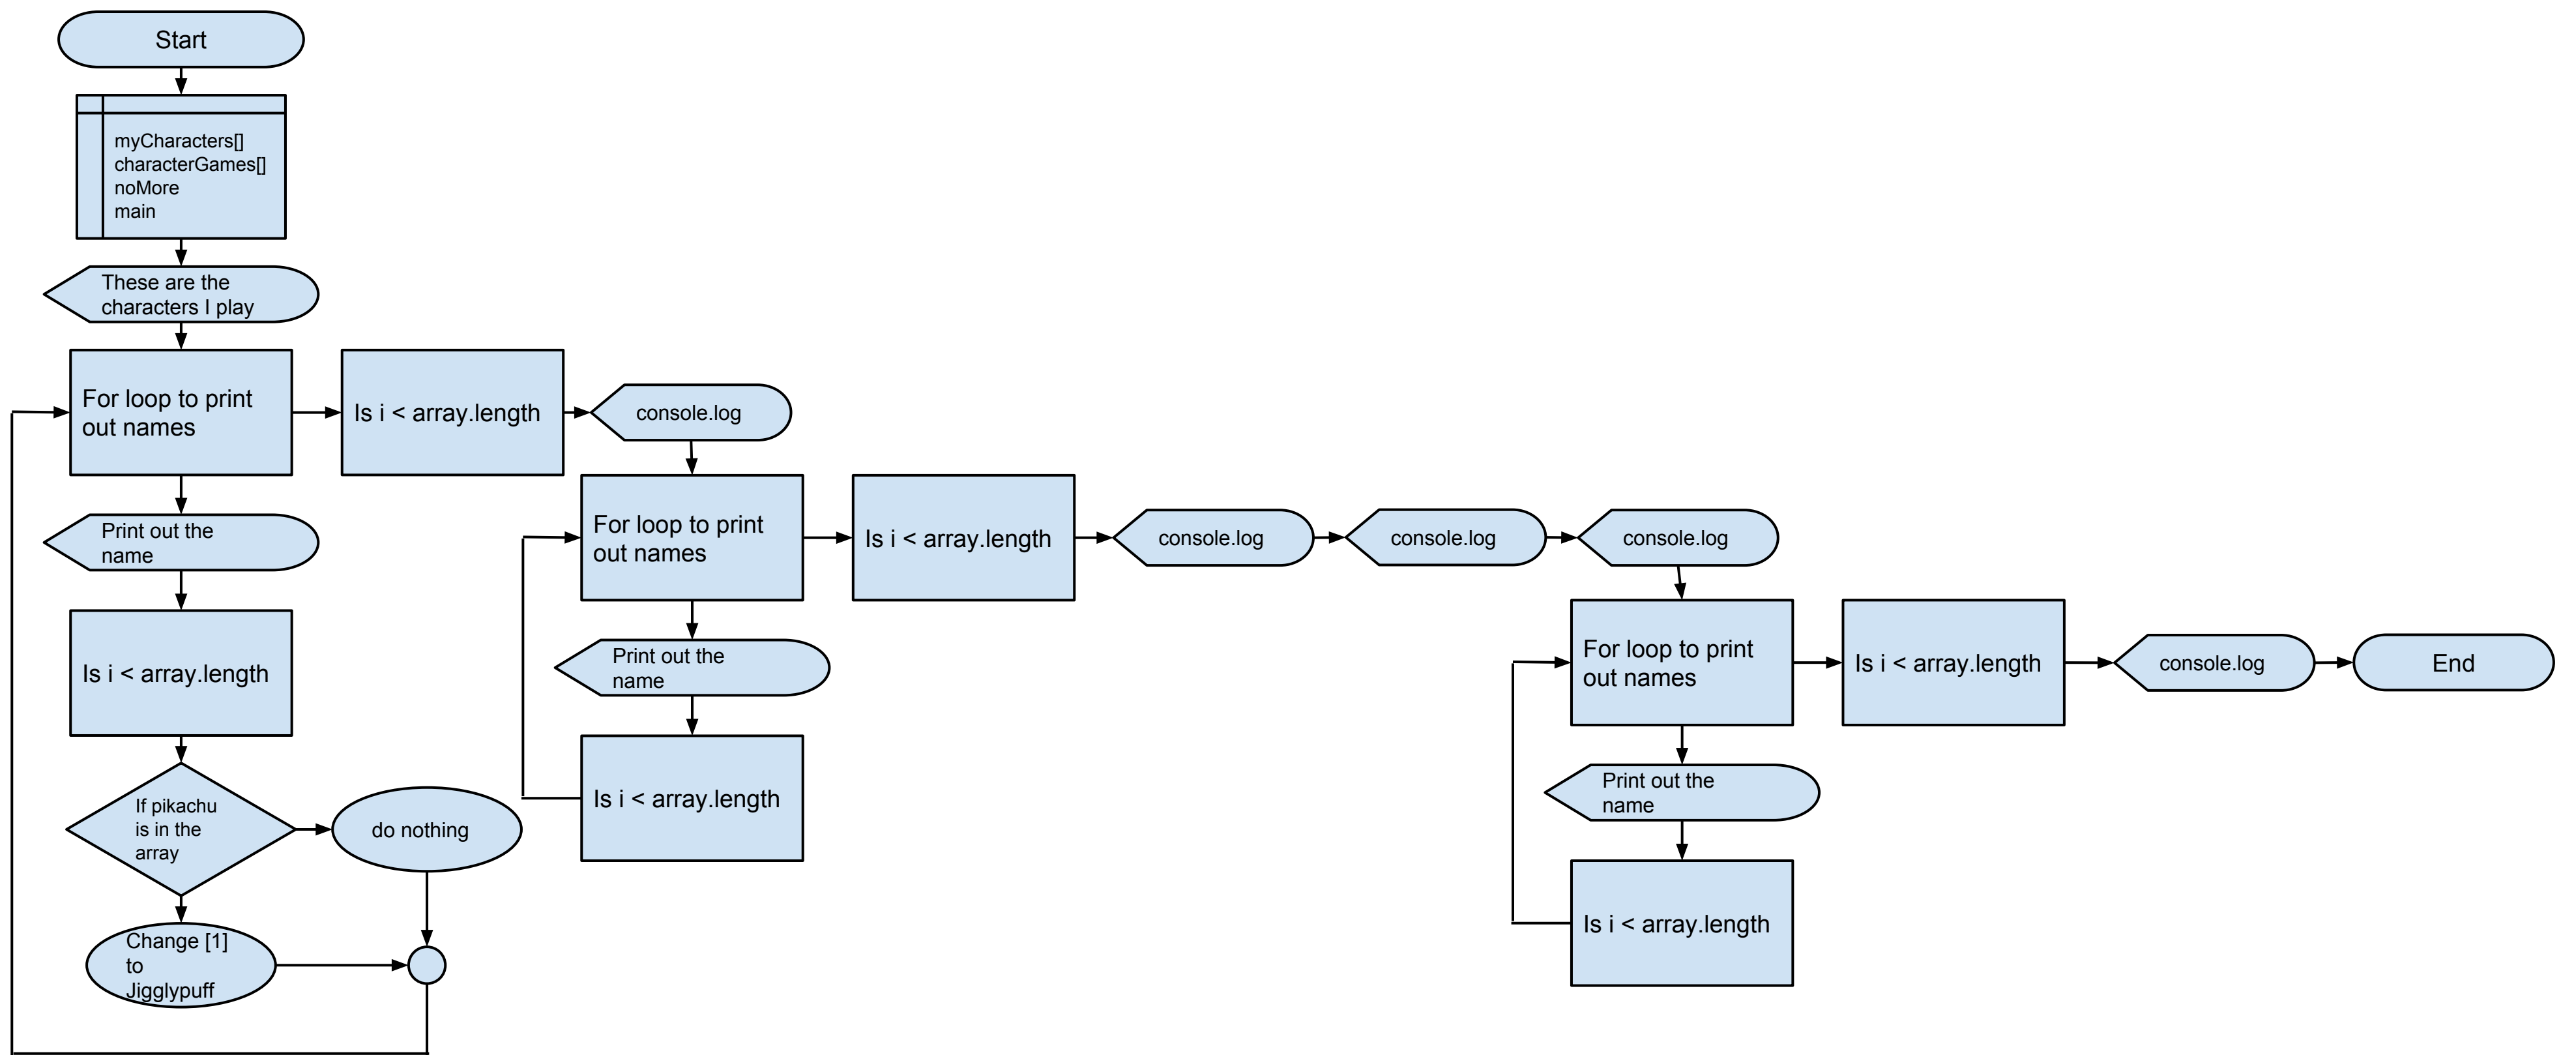 Start
myCharacters[]
characterGames[]
noMore
main
These are the
characters I play
For loop to print
out names
Is i < array.length
console.log
Print out the
name
Is i < array.length
If pikachu
is in the
array
do nothing
Change [1]
to
Jigglypuff
For loop to print
out names
Is i < array.length
console.log
console.log
console.log
Print out the
name
Is i < array.length
For loop to print
out names
Is i < array.length
console.log
End
Print out the
name
Is i < array.length